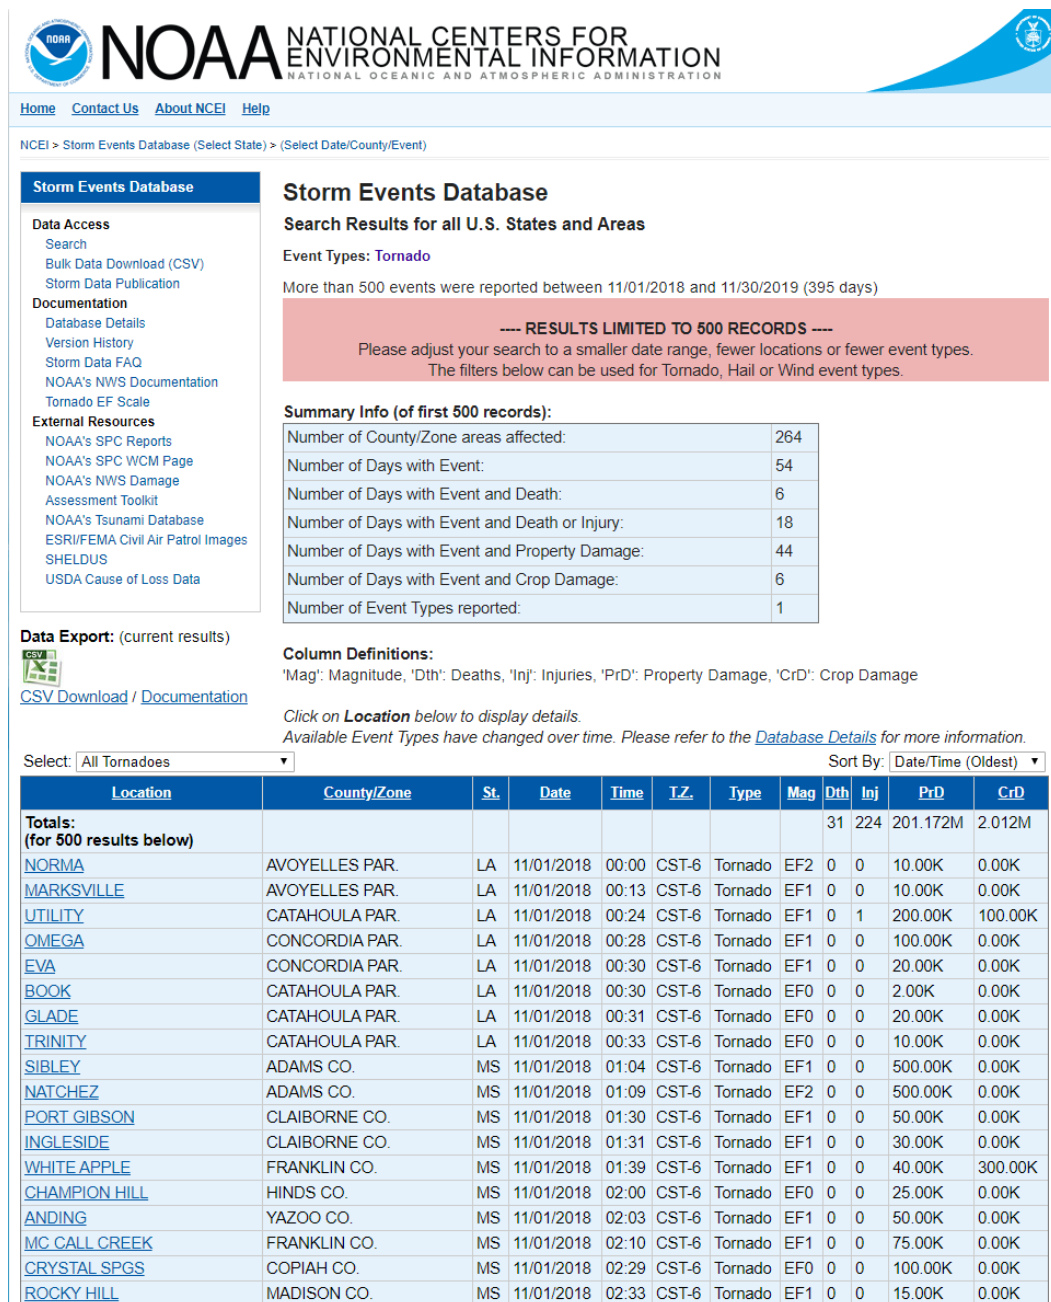 NOAA
NOAA NATIONAL CENTERS FOR
ENVIRONMENTAL INFORMATION
NATIONAL OCEANIC AND ATMOSPHERIC ADMINISTRATION
Home Contact Us About NCEI Help
NCEI > Storm Events Database (Select State) > (Select Date/County/Event)
Storm Events Database
Data Access
Search
Bulk Data Download (CSV)
Storm Data Publication
Documentation
Database Details
Version History
Storm Data FAQ
NOAA's NWS Documentation
Tornado EF Scale
External Resources
NOAA's SPC Reports
NOAA's SPC WCM Page
NOAA's NWS Damage
Assessment Toolkit
NOAA's Tsunami Database
ESRI/FEMA Civil Air Patrol Images
SHELDUS
USDA Cause of Loss Data
Data Export: (current results)
CSV
CSV Download / Documentation
Storm Events Database
Search Results for all U.S. States and Areas
Event Types: Tornado
More than 500 events were reported between 11/01/2018 and 11/30/2019 (395 days)
---- RESULTS LIMITED TO 500 RECORDS ----
Please adjust your search to a smaller date range, fewer locations or fewer event types.
The filters below can be used for Tornado, Hail or Wind event types.
Summary Info (of first 500 records):
Number of County/Zone areas affected: 264
Number of Days with Event: 54
Number of Days with Event and Death: 6
Number of Days with Event and Death or Injury: 18
Number of Days with Event and Property Damage: 44
Number of Days with Event and Crop Damage: 6
Number of Event Types reported: 1
Column Definitions:
'Mag': Magnitude, 'Dth': Deaths, 'Inj': Injuries, 'PrD': Property Damage, 'CrD': Crop Damage
Click on Location below to display details.
Available Event Types have changed over time. Please refer to the Database Details for more information.
Select: All Tornadoes Sort By: Date/Time (Oldest)
Location County/Zone St. Date Time T.Z. Type Mag Dth Inj PrD CrD
Totals: 31 224 201.172M 2.012M
(for 500 results below)
NORMA AVOYELLES PAR. LA 11/01/2018 00:00 CST-6 Tornado EF2 0 0 10.00K 0.00K
MARKSVILLE AVOYELLES PAR. LA 11/01/2018 00:13 CST-6 Tornado EF1 0 0 10.00K 0.00K
UTILITY CATAHOULA PAR. LA 11/01/2018 00:24 CST-6 Tornado EF1 0 1 200.00K 100.00K
OMEGA CONCORDIA PAR. LA 11/01/2018 00:28 CST-6 Tornado EF1 0 0 100.00K 0.00K
EVA CONCORDIA PAR. LA 11/01/2018 00:30 CST-6 Tornado EF1 0 0 20.00K 0.00K
BOOK CATAHOULA PAR. LA 11/01/2018 00:30 CST-6 Tornado EF0 0 0 2.00K 0.00K
GLADE CATAHOULA PAR. LA 11/01/2018 00:31 CST-6 Tornado EF0 0 0 20.00K 0.00K
TRINITY CATAHOULA PAR. LA 11/01/2018 00:33 CST-6 Tornado EF0 0 0 10.00K 0.00K
SIBLEY ADAMS CO. MS 11/01/2018 01:04 CST-6 Tornado EF1 0 0 500.00K 0.00K
NATCHEZ ADAMS CO. MS 11/01/2018 01:09 CST-6 Tornado EF2 0 0 500.00K 0.00K
PORT GIBSON CLAIBORNE CO. MS 11/01/2018 01:30 CST-6 Tornado EF1 0 0 50.00K 0.00K
INGLESIDE CLAIBORNE CO. MS 11/01/2018 01:31 CST-6 Tornado EF1 0 0 30.00K 0.00K
WHITE APPLE FRANKLIN CO. MS 11/01/2018 01:39 CST-6 Tornado EF1 0 0 40.00K 300.00K
CHAMPION HILL HINDS CO. MS 11/01/2018 02:00 CST-6 Tornado EF0 0 0 25.00K 0.00K
ANDING YAZOO CO. MS 11/01/2018 02:03 CST-6 Tornado EF1 0 0 50.00K 0.00K
MC CALL CREEK FRANKLIN CO. MS 11/01/2018 02:10 CST-6 Tornado EF1 0 0 75.00K 0.00K
CRYSTAL SPGS COPIAH CO. MS 11/01/2018 02:29 CST-6 Tornado EF0 0 0 100.00K 0.00K
ROCKY HILL MADISON CO. MS 11/01/2018 02:33 CST-6 Tornado EF1 0 0 15.00K 0.00K